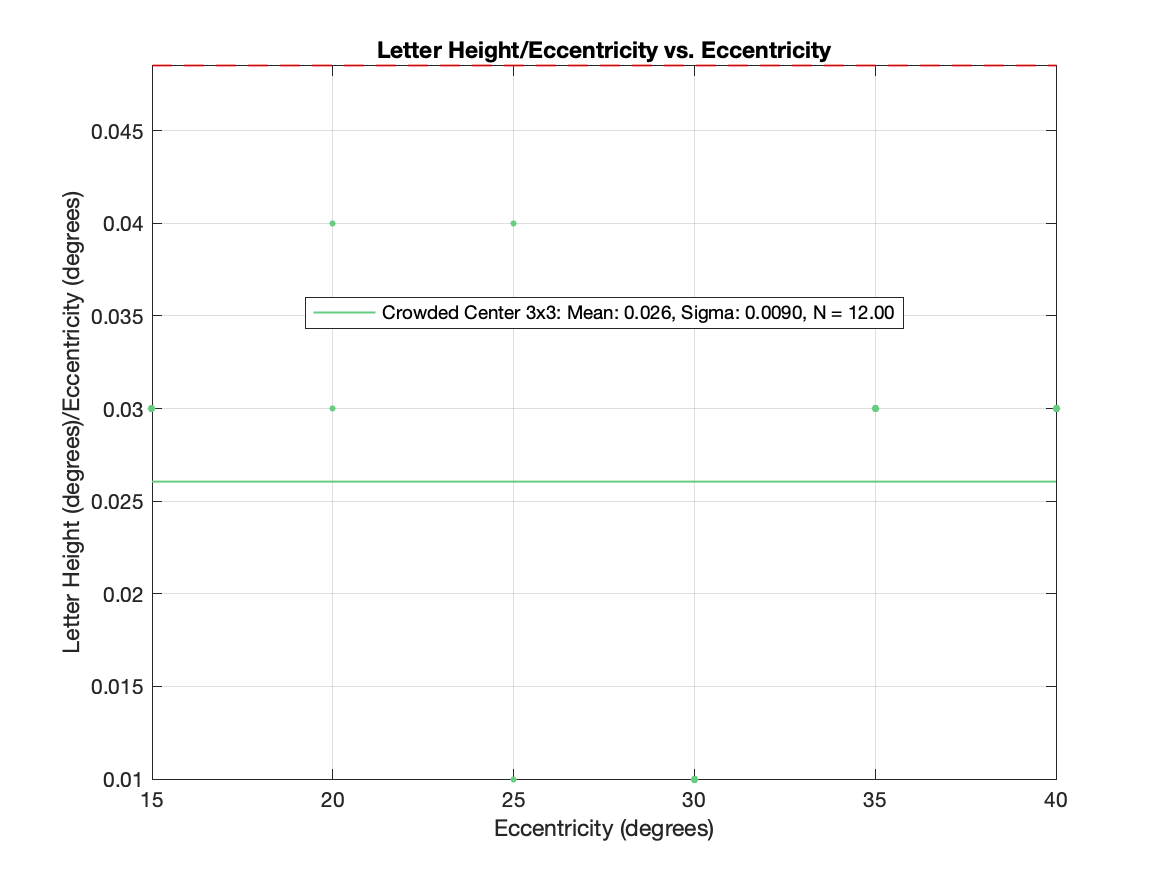 Letter Height/Eccentricity vs. Eccentricity
0.045
0.04
0.035
0.03
0.025
0.02
0.015
0.01
Letter Height (degrees)/Eccentricity (degrees)
Crowded Center 3x3: Mean: 0.026, Sigma: 0.0090, N = 12.00
15 20 25 30 35 40
Eccentricity (degrees)